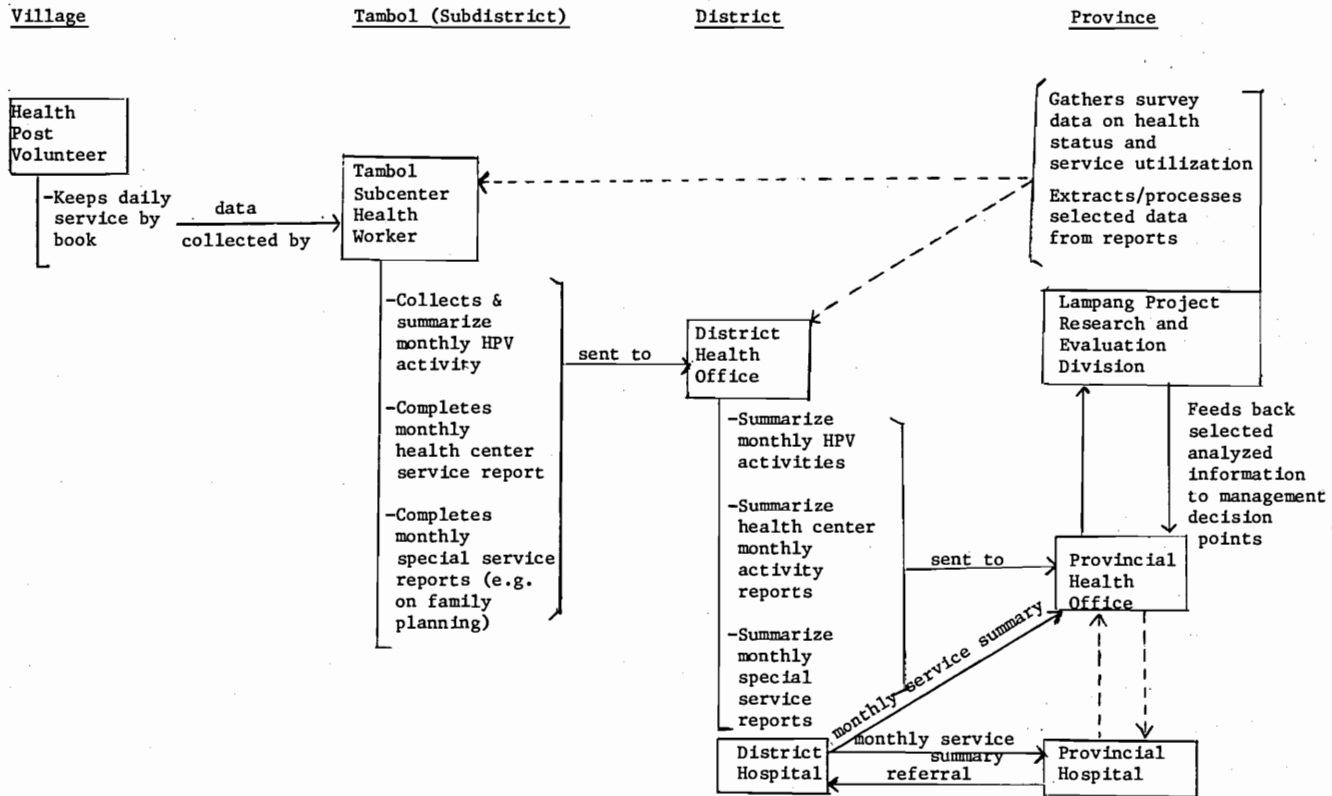 Village
Tambol (Subdistrict)
District
Province
Health
Post
Volunteer
-Keeps daily
service by
book
data
collected by
Tambol
Subcenter
Health
Worker
-Collects &
summarize
monthly HPV
activity
-Completes
monthly
health center
service report
-Completes
monthly
special service
reports (e.g.
on family
planning)
sent to
District
Health
Office
-Summarize
monthly HPV
activities
-Summarize
health center
monthly
activity
reports
-Summarize
monthly
special
service
reports
sent to
monthly service summary
District
Hospital
monthly service
summary
referral
Gathers survey
data on health
status and
service utilization
Extracts/processes
selected data
from reports
Lampang Project
Research and
Evaluation
Division
Feeds back
selected
analyzed
information
to management
decision
points
Provincial
Health
Office
Provincial
Hospital